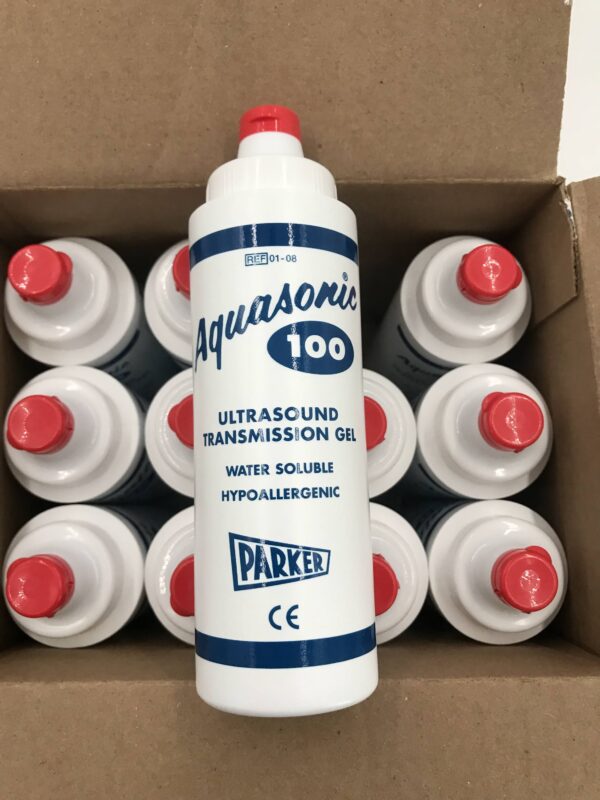 REF 01-08
Aquasonic
100
ULTRASOUND
TRANSMISSION GEL
WATER SOLUBLE
HYPOALLERGENIC
PARKER
CE